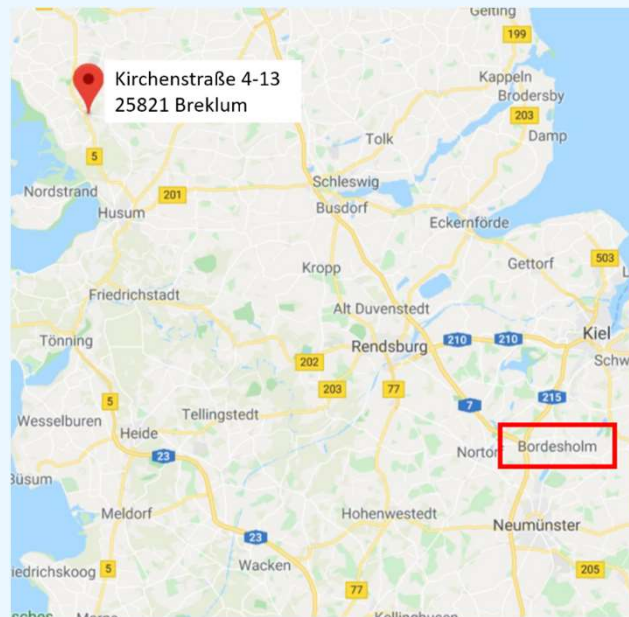 Gelting
199
Kirchenstraße 4-13
25821 Breklum
Kappeln
Brodersby
203
Damp
Tolk
5
Schleswig
Nordstrand
201
Husum
Busdorf
Eckernförde
503
Gettorf
Kropp
Friedrichstadt
Alt Duvenstedt
Kiel
Tönning
210
210
Rendsburg
Schw
202
203
77
215
5
7
Wesselburen
Tellingstedt
Heide
Bordesholm
23
Nortorf
Büsum
Meldorf
Hohenwestedt
Neumünster
23
Wacken
iedrichskoog
5
205
77